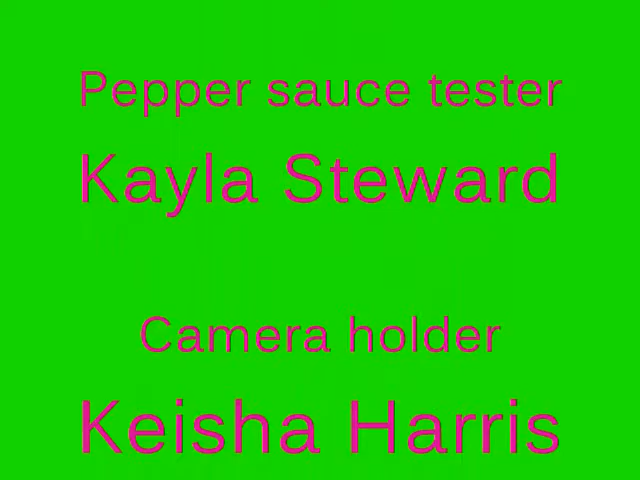 Pepper sauce tester
Kayla Steward
Camera holder
Keisha Harris